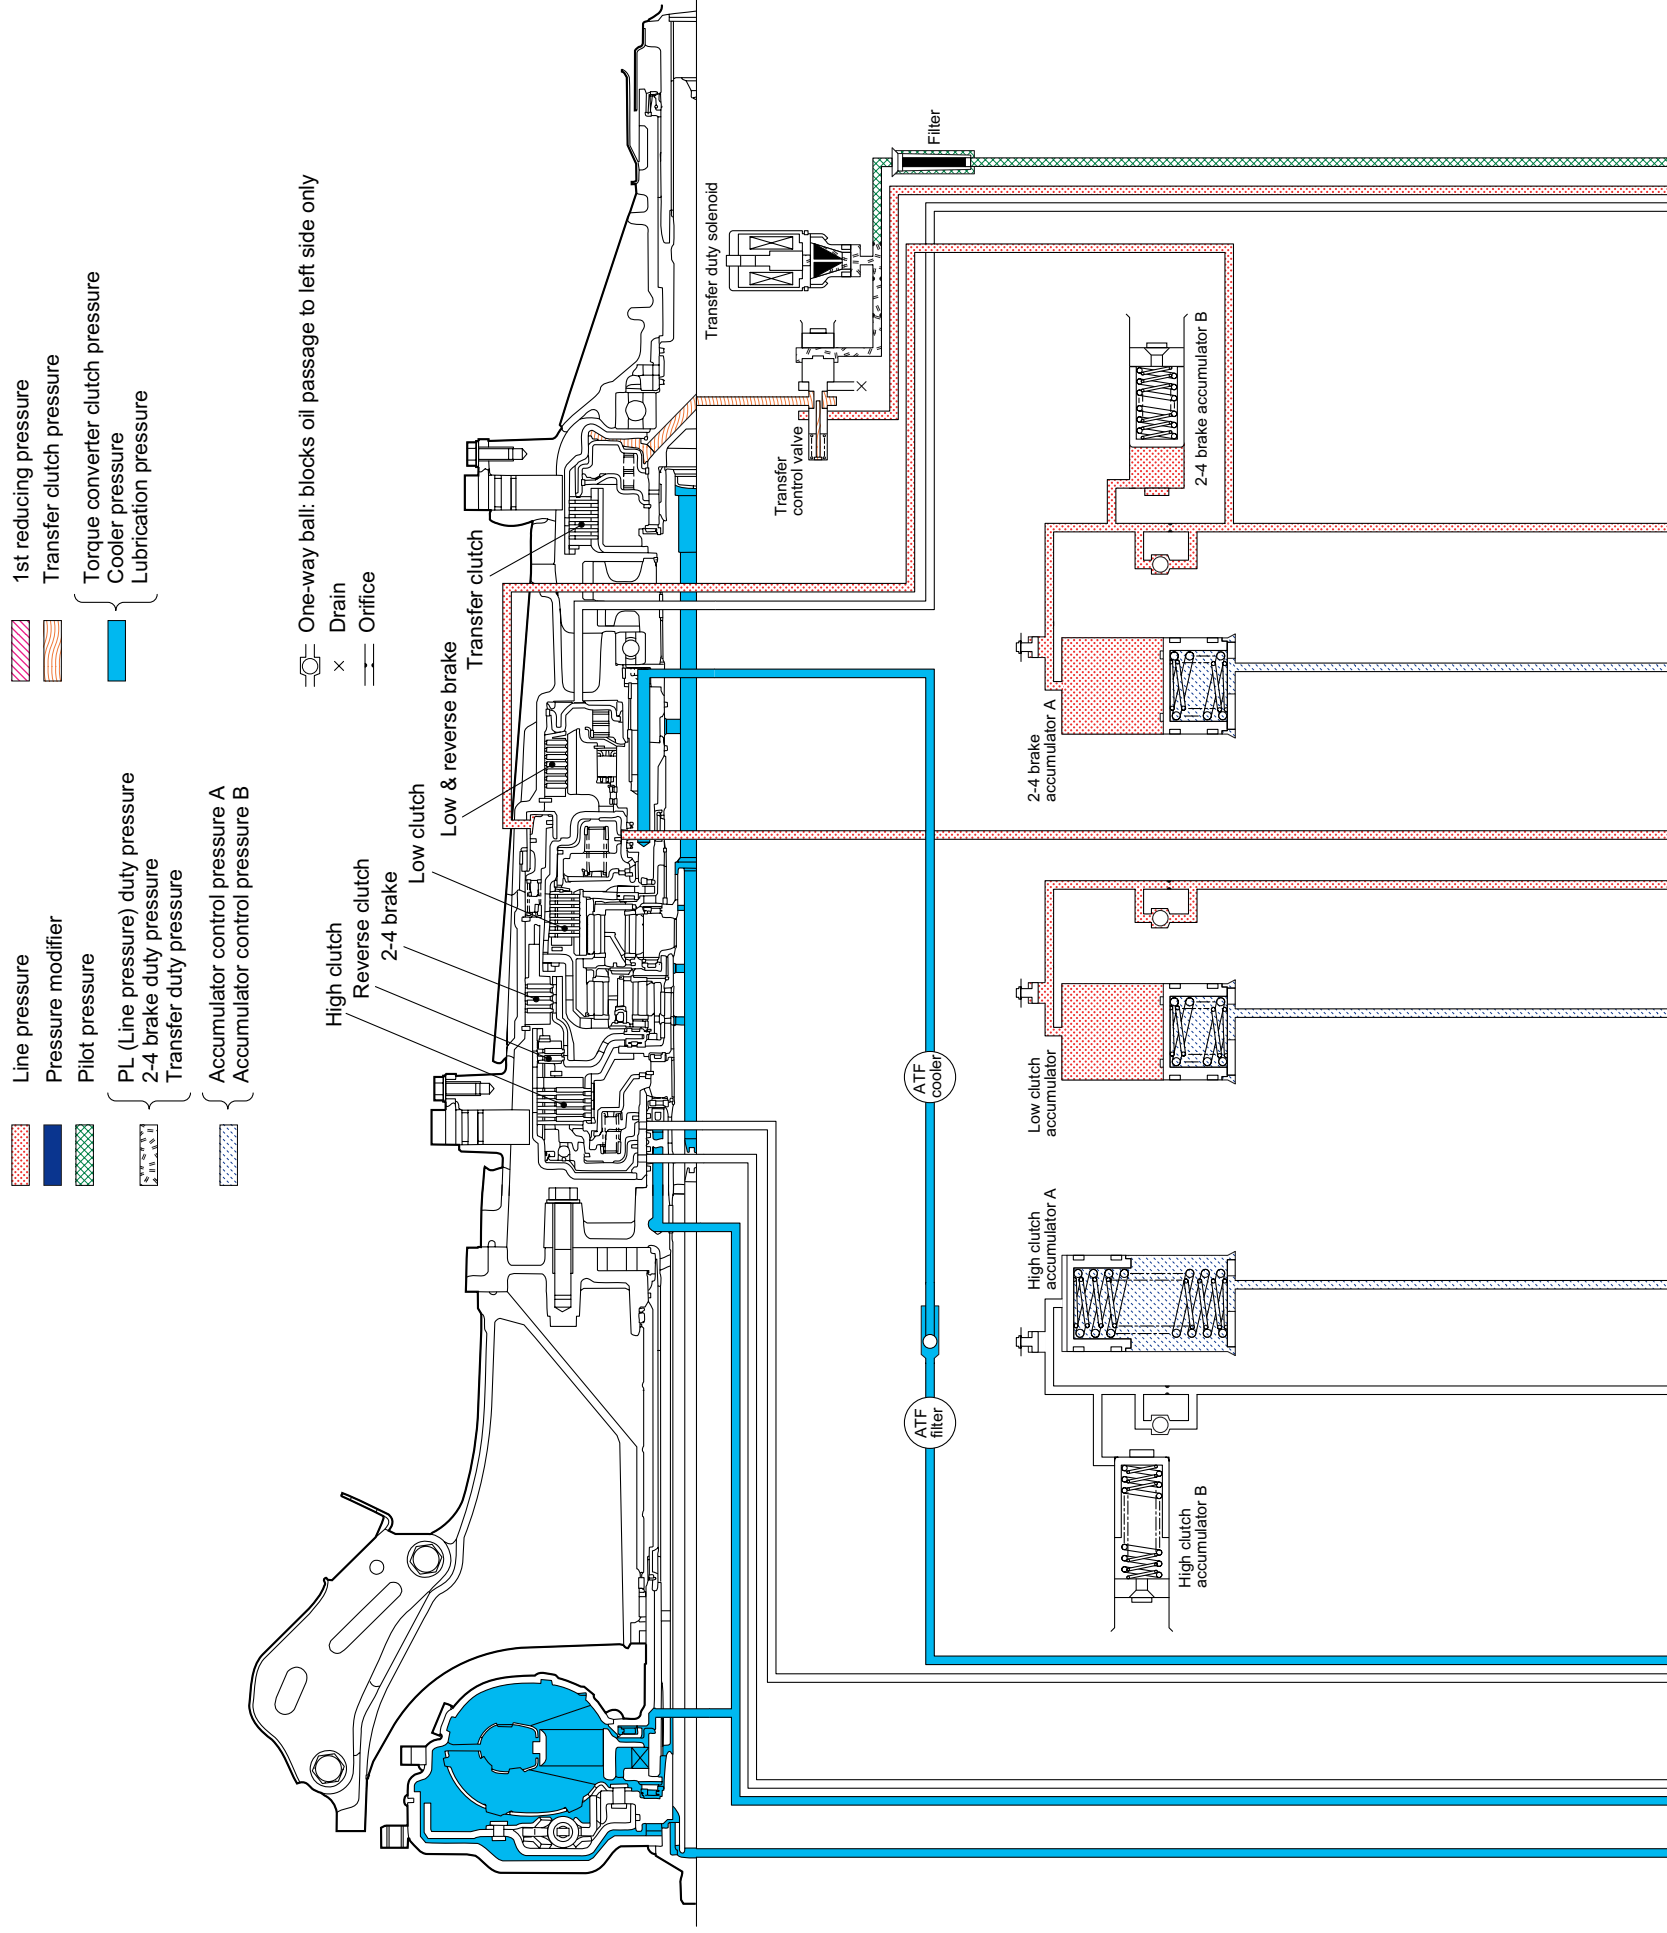 Line pressure
Pressure modifier
Pilot pressure
PL (Line pressure) duty pressure
2-4 brake duty pressure
Transfer duty pressure
Accumulator control pressure A
Accumulator control pressure B
1st reducing pressure
Transfer clutch pressure
Torque converter clutch pressure
Cooler pressure
Lubrication pressure
One-way ball: blocks oil passage to left side only
Drain
Orifice
High clutch
Reverse clutch
2-4 brake
Low clutch
Low & reverse brake
Transfer clutch
Transfer duty solenoid
Filter
Transfer
control valve
ATF
filter
ATF
cooler
High clutch
accumulator B
High clutch
accumulator A
Low clutch
accumulator
2-4 brake
accumulator A
2-4 brake accumulator B